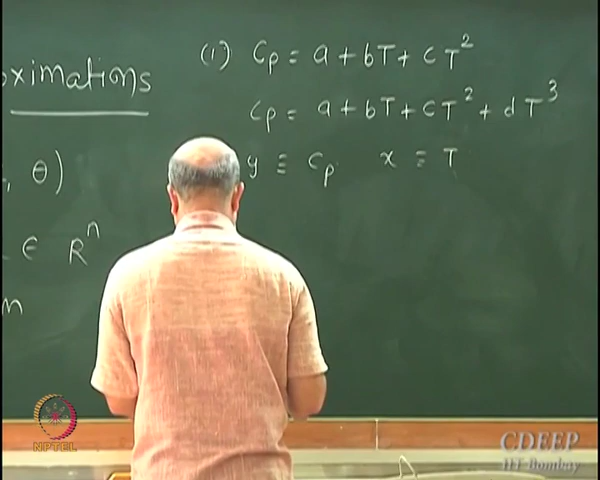 oximations
, θ)
∈ Rⁿ
m
(1) Cp = a + bT + cT²
Cp = a + bT + cT² + dT³
y ≡ Cp x ≡ T
NPTEL
CDEEP
IIT Bombay